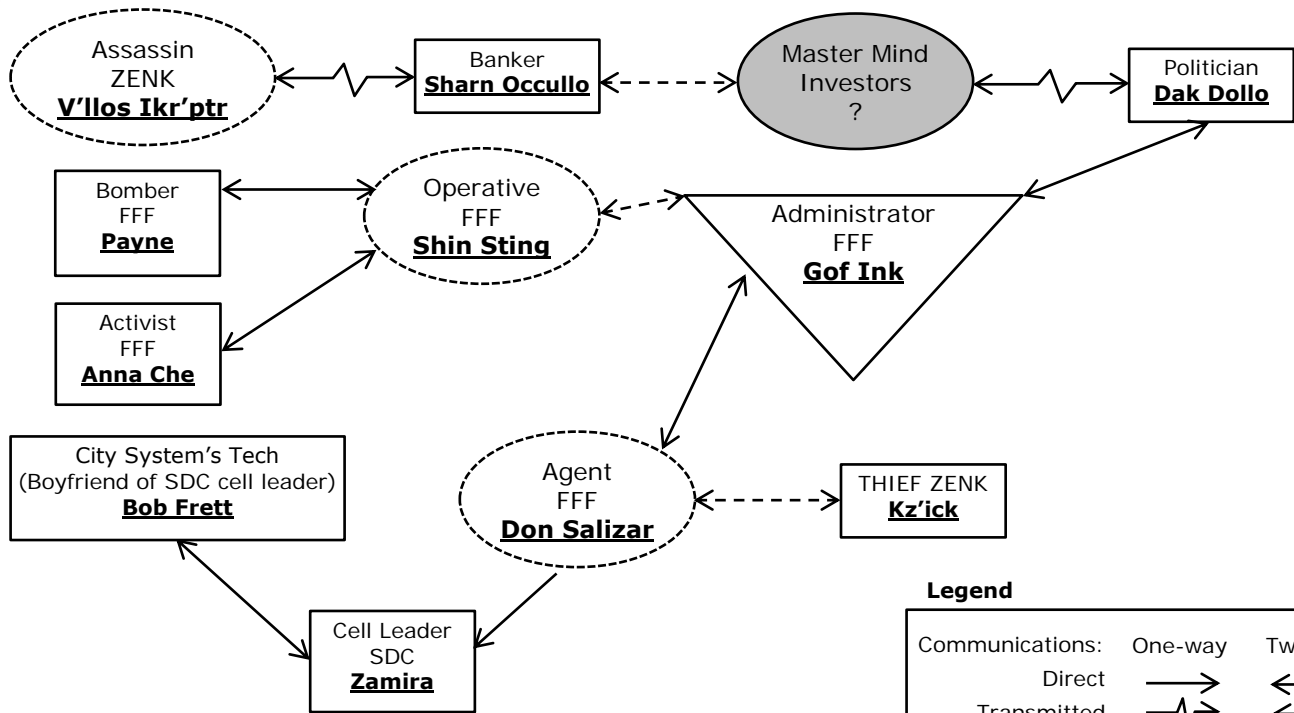 Assassin
ZENK
V'llos Ikr'ptr
Banker
Sharn Occullo
Master Mind
Investors
?
Politician
Dak Dollo
Bomber
FFF
Payne
Operative
FFF
Shin Sting
Administrator
FFF
Gof Ink
Activist
FFF
Anna Che
City System's Tech
(Boyfriend of SDC cell leader)
Bob Frett
Agent
FFF
Don Salizar
THIEF ZENK
Kz'ick
Cell Leader
SDC
Zamira
Legend
Communications: One-way Tw
Direct
Transmitted